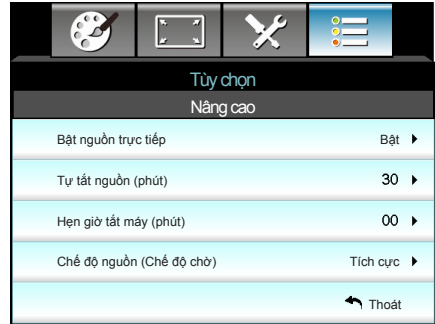 Tùy chọn
Nâng cao
Bật nguồn trực tiếp Bật
Tự tắt nguồn (phút) 30
Hẹn giờ tắt máy (phút) 00
Chế độ nguồn (Chế độ chờ) Tích cực
Thoát